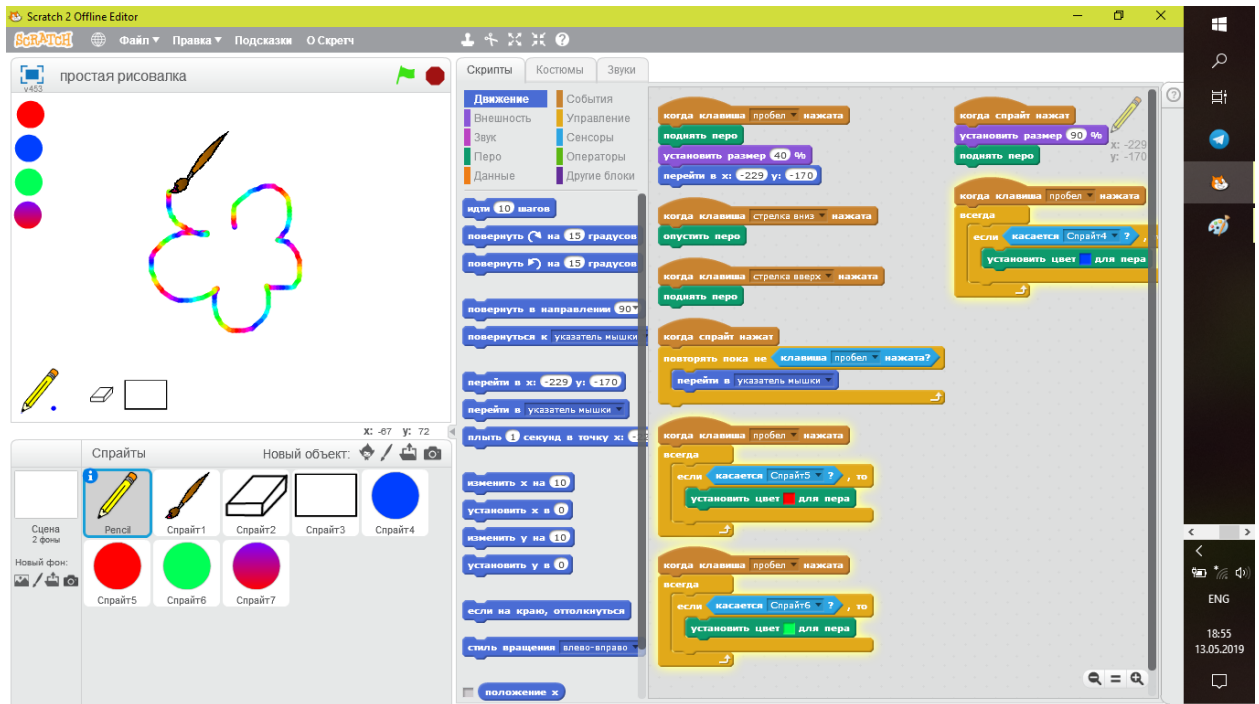 Scratch 2 Offline Editor
SCRATCH Файл Правка Подсказки О Скретч
простая рисовалка
v453
X: -67 Y: 72
Спрайты
Новый объект:
Сцена
2 фоны
Новый фон:
Pencil
Спрайт1
Спрайт2
Спрайт3
Спрайт4
Спрайт5
Спрайт6
Спрайт7
Скрипты
Костюмы
Звуки
Движение
События
Внешность
Управление
Звук
Сенсоры
Перо
Операторы
Данные
Другие блоки
идти 10 шагов
повернуть на 15 градусов
повернуть на 15 градусов
повернуть в направлении 90
повернуться к указатель мышки
перейти в x: -229 y: -170
перейти в указатель мышки
плыть 1 секунд в точку x:
изменить x на 10
установить x в 0
изменить y на 10
установить y в 0
если на краю, оттолкнуться
стиль вращения влево-вправо
положение x
когда клавиша пробел нажата
поднять перо
установить размер 40 %
перейти в x: -229 y: -170
когда клавиша стрелка вниз нажата
опустить перо
когда клавиша стрелка вверх нажата
поднять перо
когда спрайт нажат
повторять пока не клавиша пробел нажата?
перейти в указатель мышки
когда клавиша пробел нажата
всегда
если касается Спрайт5 ? , то
установить цвет для пера
когда клавиша пробел нажата
всегда
если касается Спрайт6 ? , то
установить цвет для пера
когда спрайт нажат
установить размер 90 %
поднять перо
x: -229
y: -170
когда клавиша пробел нажата
всегда
если касается Спрайт4 ? ,
установить цвет для пера
ENG
18:55
13.05.2019